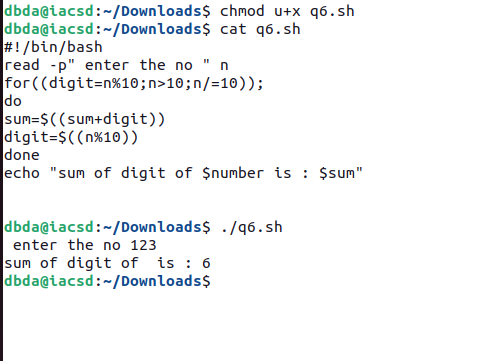 dbda@iacsd:~/Downloads$ chmod u+x q6.sh
dbda@iacsd:~/Downloads$ cat q6.sh
#!/bin/bash
read -p" enter the no " n
for((digit=n%10;n>10;n/=10));
do
sum=$((sum+digit))
digit=$((n%10))
done
echo "sum of digit of $number is : $sum"
dbda@iacsd:~/Downloads$ ./q6.sh
 enter the no 123
sum of digit of  is : 6
dbda@iacsd:~/Downloads$